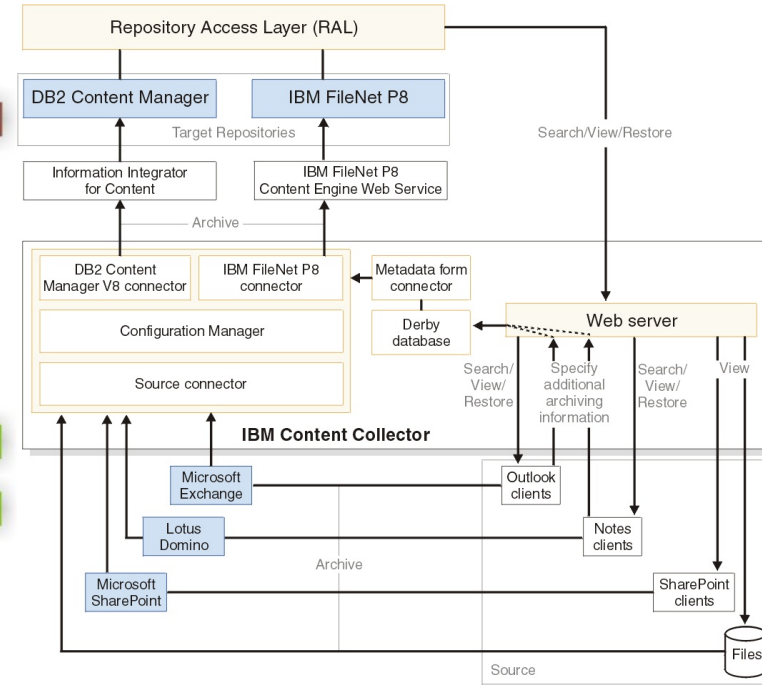 Repository Access Layer (RAL)
DB2 Content Manager
IBM FileNet P8
Target Repositories
Search/View/Restore
Information Integrator
for Content
IBM FileNet P8
Content Engine Web Service
Archive
DB2 Content
Manager V8 connector
IBM FileNet P8
connector
Metadata form
connector
Configuration Manager
Derby
database
Web server
Source connector
Search/
View/
Restore
Specify
additional
archiving
information
Search/
View/
Restore
View
IBM Content Collector
Microsoft
Exchange
Outlook
clients
Lotus
Domino
Notes
clients
Archive
Microsoft
SharePoint
SharePoint
clients
Files
Source